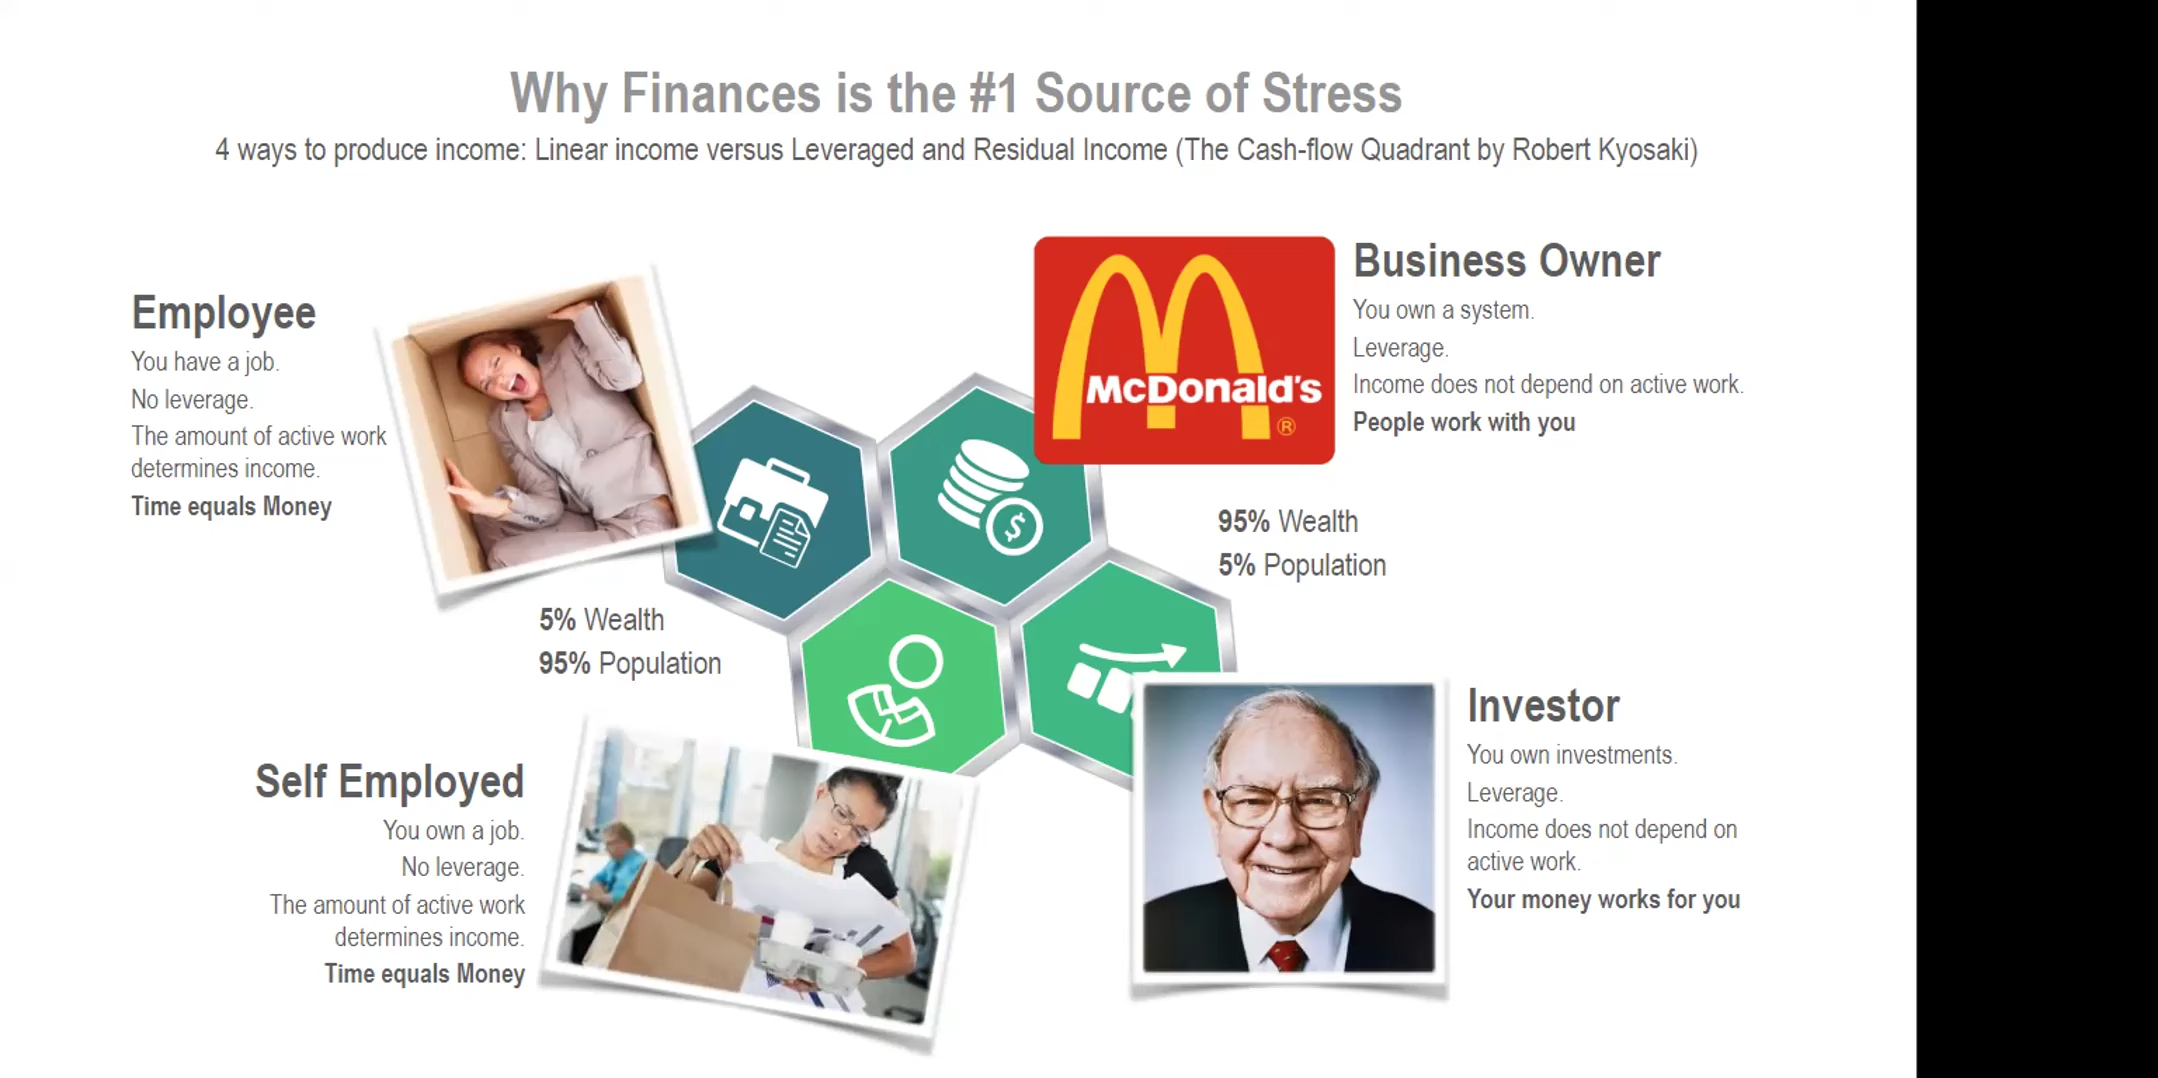 Why Finances is the #1 Source of Stress
4 ways to produce income: Linear income versus Leveraged and Residual Income (The Cash-flow Quadrant by Robert Kyosaki)
Employee
You have a job.
No leverage.
The amount of active work
determines income.
Time equals Money
McDonald's
®
Business Owner
You own a system.
Leverage.
Income does not depend on active work.
People work with you
$
95% Wealth
5% Population
5% Wealth
95% Population
Self Employed
You own a job.
No leverage.
The amount of active work
determines income.
Time equals Money
Investor
You own investments.
Leverage.
Income does not depend on
active work.
Your money works for you